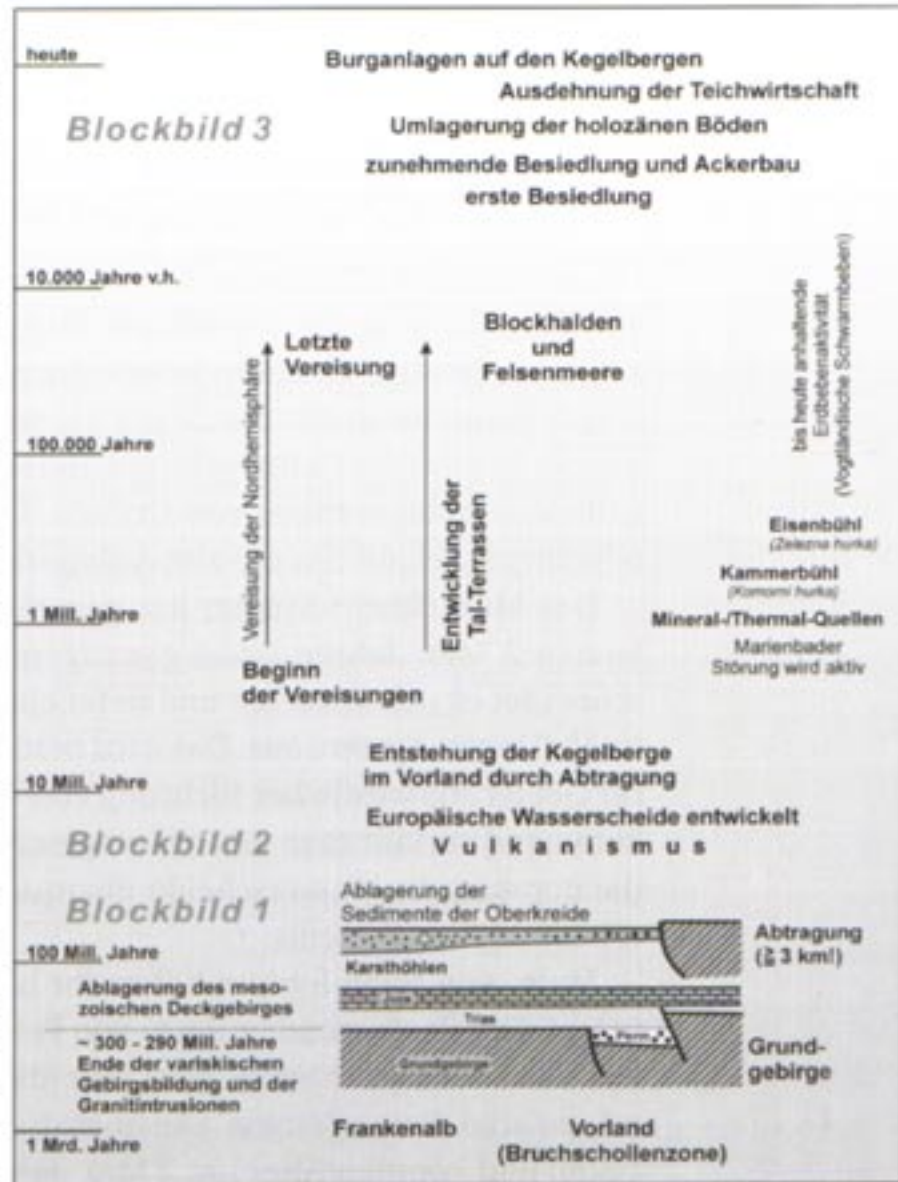 heute
Burganlagen auf den Kegelbergen
Ausdehnung der Teichwirtschaft
Blockbild 3
Umlagerung der holozänen Böden
zunehmende Besiedlung und Ackerbau
erste Besiedlung
10.000 Jahre v.h.
bis heute anhaltende
Erdbebenaktivität
(Vogtländische Schwarmbeben)
Letzte
Vereisung
Blockhalden
und
Felsenmeere
Vereisung der Nordhemisphäre
100.000 Jahre
Entwicklung der
Tal-Terrassen
Eisenbühl
(Zelezna hurka)
Kammerbühl
(Komorni hurka)
1 Mill. Jahre
Mineral-/Thermal-Quellen
Marienbader
Störung wird aktiv
Beginn
der Vereisungen
Entstehung der Kegelberge
im Vorland durch Abtragung
10 Mill. Jahre
Europäische Wasserscheide entwickelt
Blockbild 2
Vulkanismus
Blockbild 1
Ablagerung der
Sedimente der Oberkreide
100 Mill. Jahre
Abtragung
(≧ 3 km!)
Karsthöhlen
Ablagerung des meso-
zoischen Deckgebirges
Jura
Trias
Perm
~ 300 - 290 Mill. Jahre
Ende der variskischen
Gebirgsbildung und der
Granitintrusionen
Grundgebirge
Grund-
gebirge
1 Mrd. Jahre
Frankenalb
Vorland
(Bruchschollenzone)